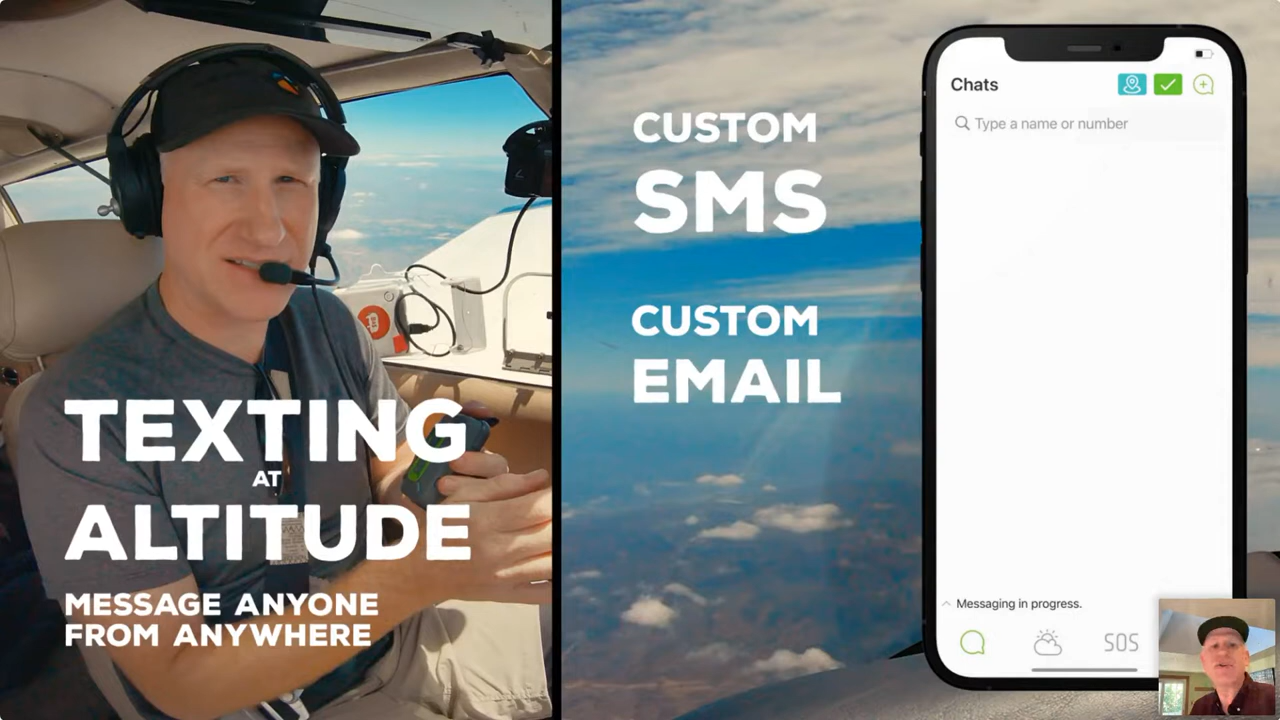 TEXTING
AT
ALTITUDE
MESSAGE ANYONE
FROM ANYWHERE
CUSTOM
SMS
CUSTOM
EMAIL
Chats
Type a name or number
Messaging in progress.
SOS